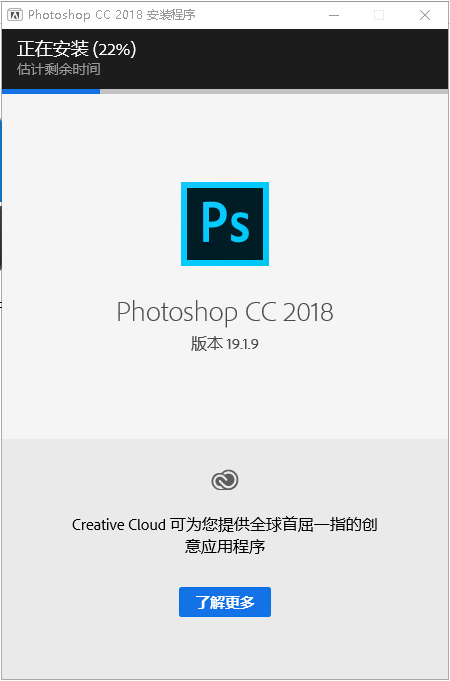 Photoshop CC 2018 安装程序
正在安装 (22%)
估计剩余时间
Ps
Photoshop CC 2018
版本 19.1.9
Creative Cloud 可为您提供全球首屈一指的创
意应用程序
了解更多